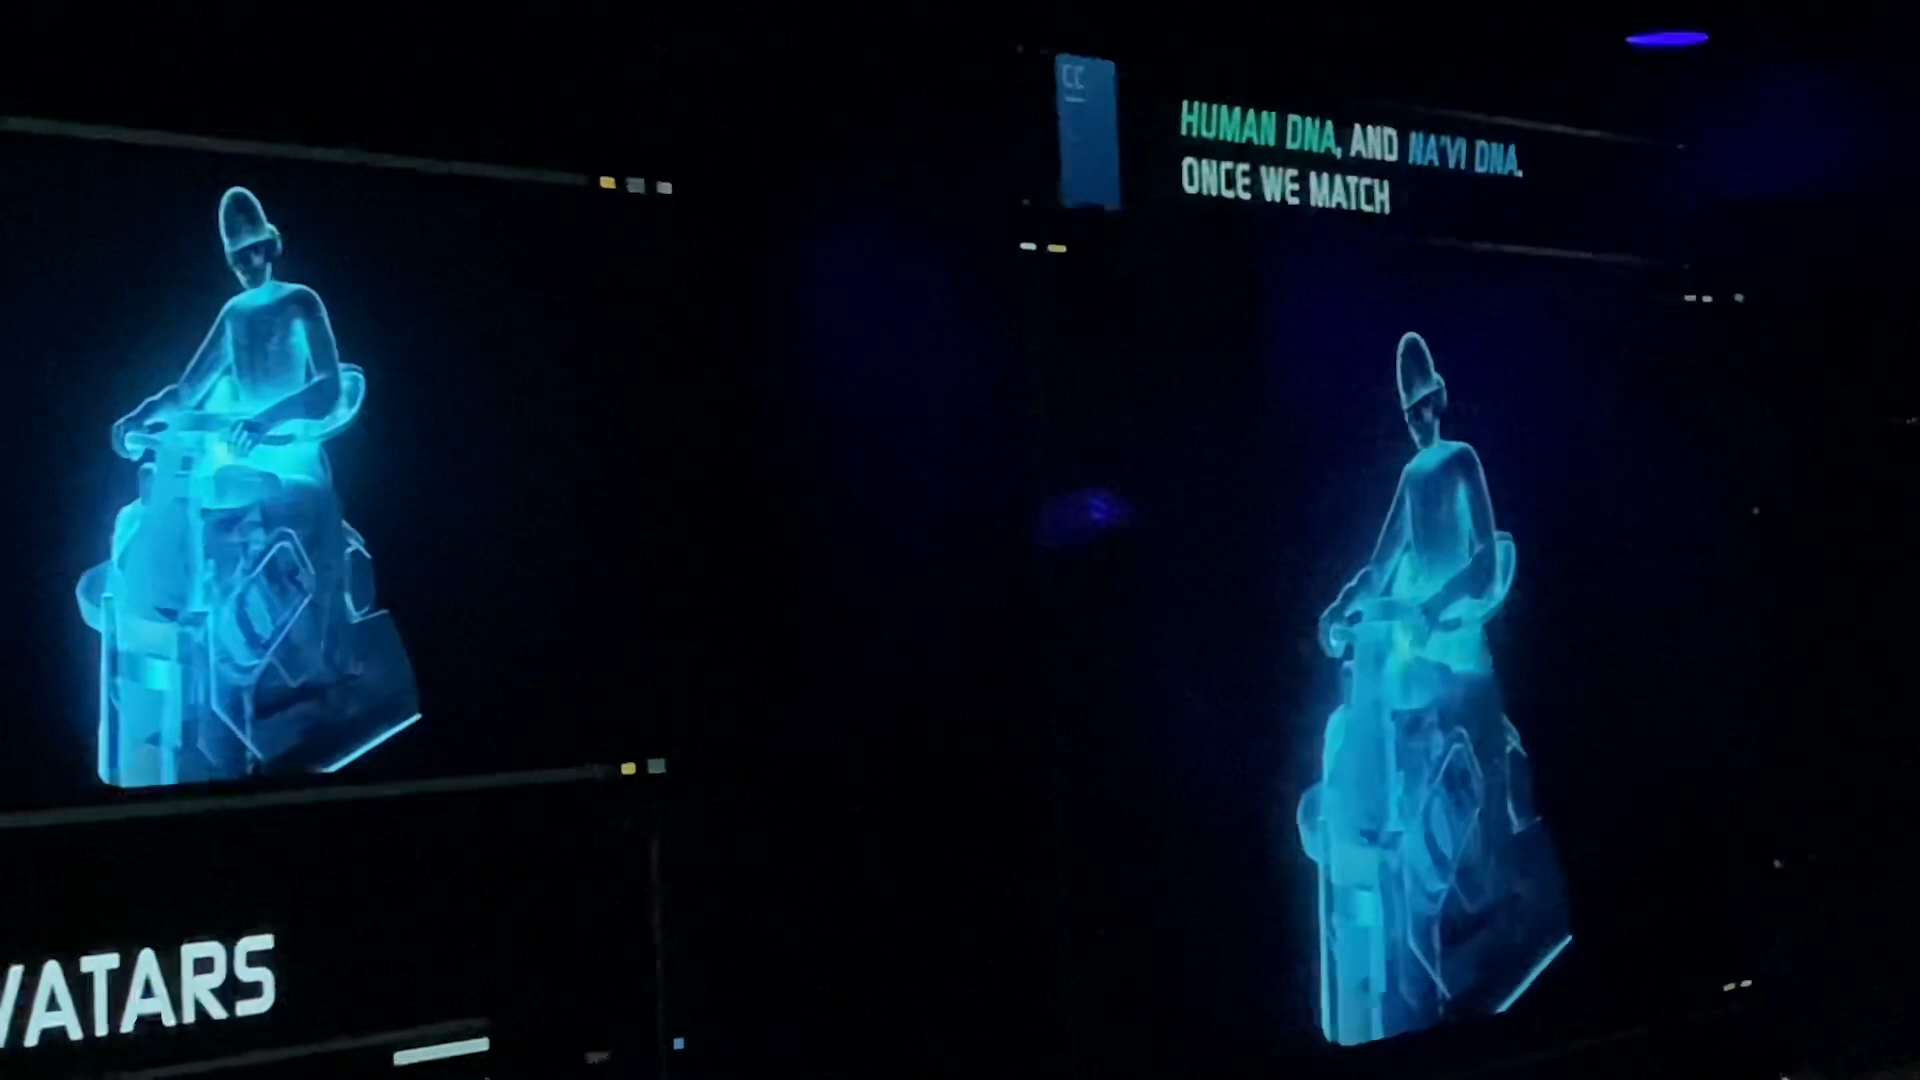 CC
HUMAN DNA, AND NA'VI DNA.
ONCE WE MATCH
VATARS